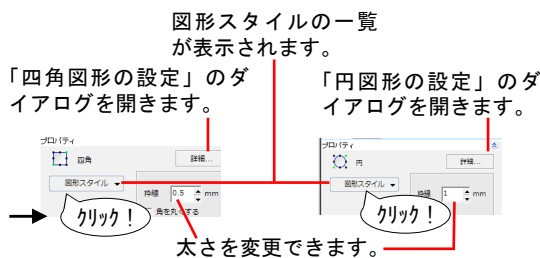 図形スタイルの一覧
が表示されます。
「四角図形の設定」のダ
イアログを開きます。
「円図形の設定」のダ
イアログを開きます。
プロパティ
四角
詳細...
図形スタイル
枠線 0.5 mm
角を丸くする
クリック！
プロパティ
円
詳細...
図形スタイル
枠線 1 mm
クリック！
太さを変更できます。